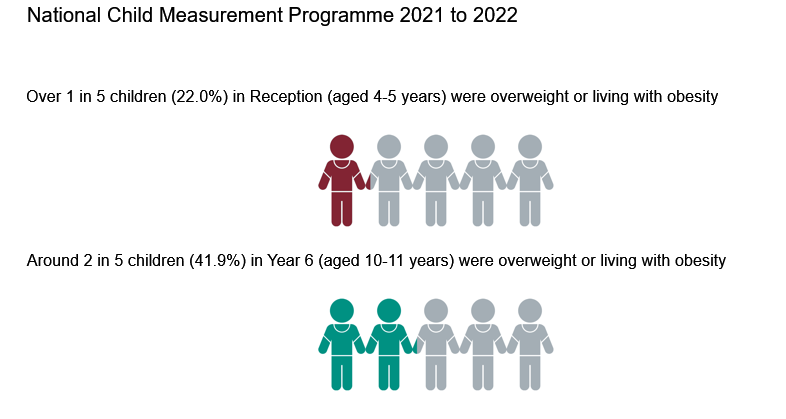 National Child Measurement Programme 2021 to 2022
Over 1 in 5 children (22.0%) in Reception (aged 4-5 years) were overweight or living with obesity
Around 2 in 5 children (41.9%) in Year 6 (aged 10-11 years) were overweight or living with obesity